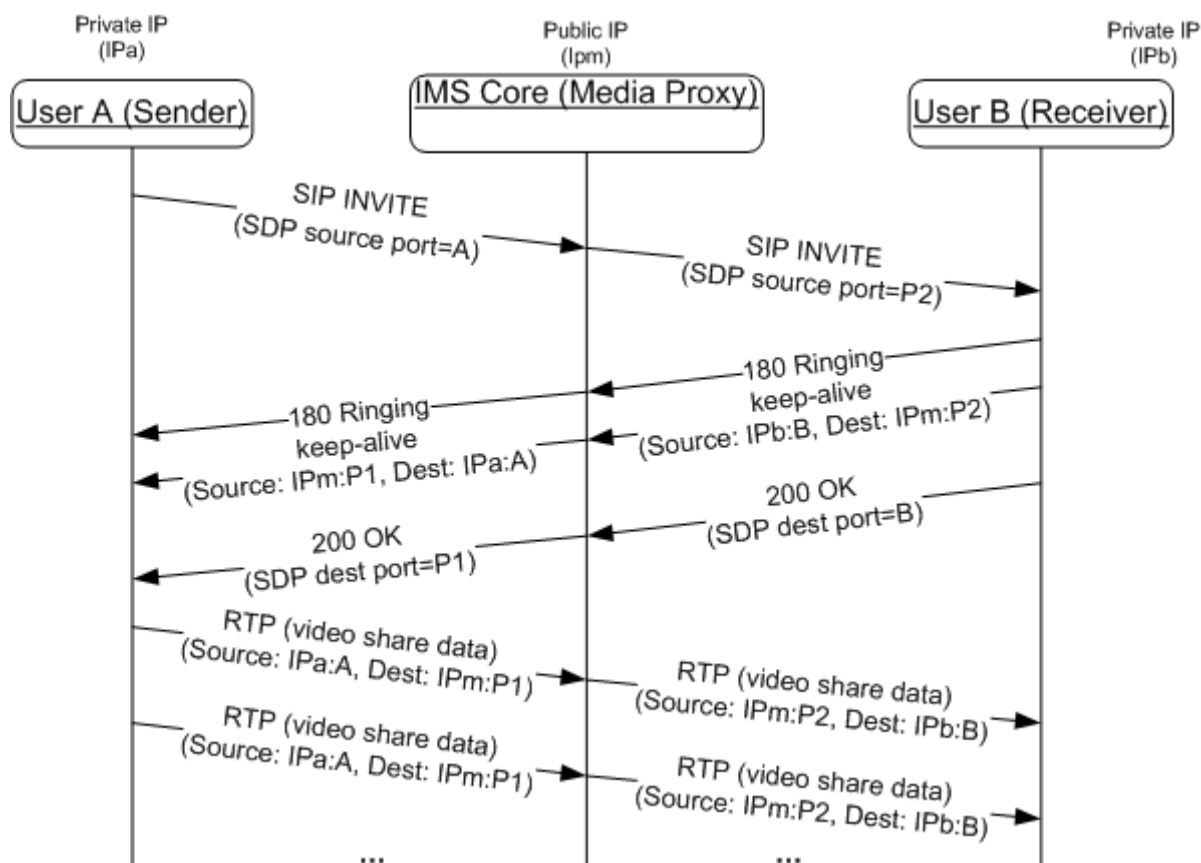 Private IP
(IPa)
Public IP
(Ipm)
Private IP
(IPb)
User A (Sender)
IMS Core (Media Proxy)
User B (Receiver)
SIP INVITE
(SDP source port=A)
SIP INVITE
(SDP source port=P2)
180 Ringing
180 Ringing
keep-alive
(Source: IPb:B, Dest: IPm:P2)
keep-alive
(Source: IPm:P1, Dest: IPa:A)
200 OK
(SDP dest port=B)
200 OK
(SDP dest port=P1)
RTP (video share data)
(Source: IPa:A, Dest: IPm:P1)
RTP (video share data)
(Source: IPm:P2, Dest: IPb:B)
RTP (video share data)
(Source: IPa:A, Dest: IPm:P1)
RTP (video share data)
(Source: IPm:P2, Dest: IPb:B)
...
...